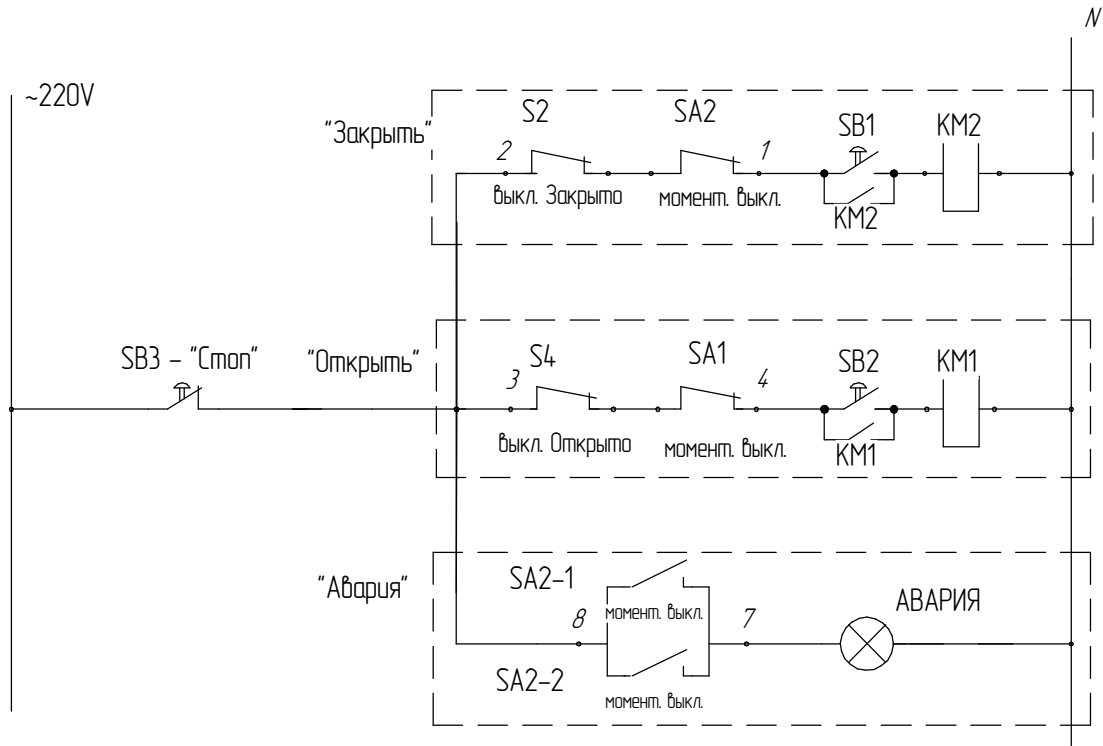 N
~220V
"Закрыть"
S2
SA2
SB1
KM2
2
1
выкл. Закрыто
момент. выкл.
KM2
SB3 - "Стоп"
"Открыть"
S4
SA1
SB2
KM1
3
4
выкл. Открыто
момент. выкл.
KM1
"Авария"
SA2-1
АВАРИЯ
8
момент. выкл.
7
SA2-2
момент. выкл.